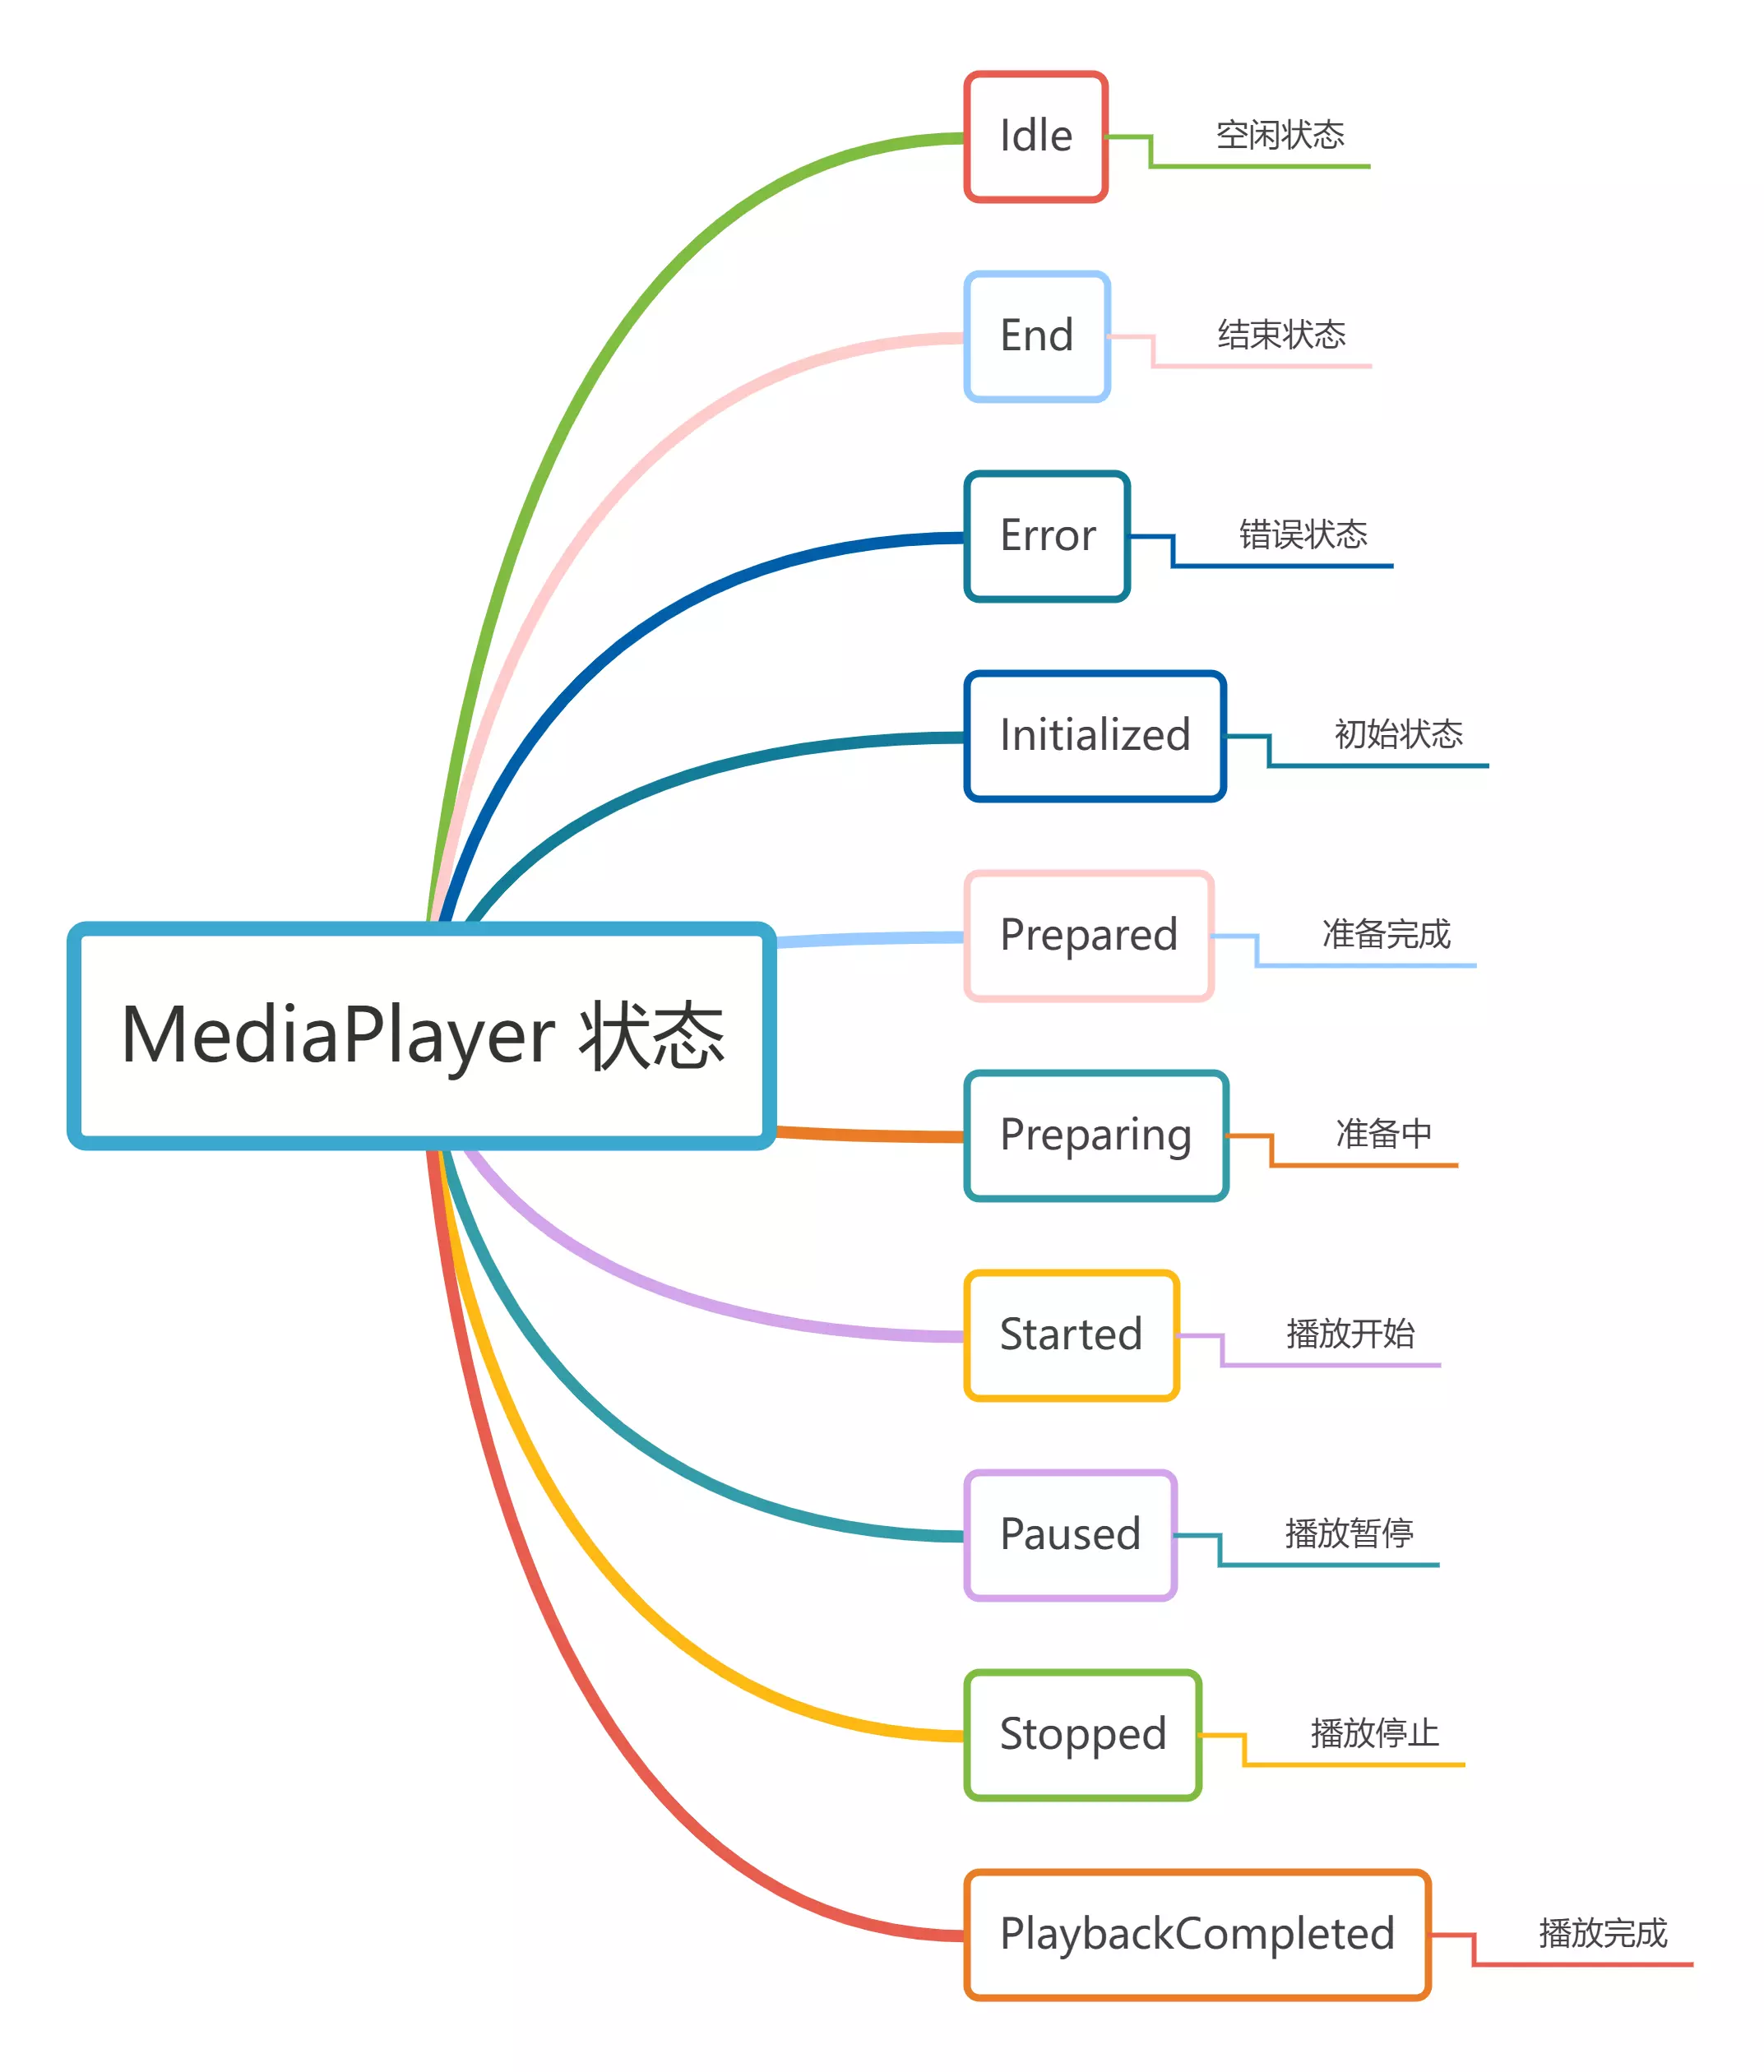 MediaPlayer 状态
Idle
空闲状态
End
结束状态
Error
错误状态
Initialized
初始状态
Prepared
准备完成
Preparing
准备中
Started
播放开始
Paused
播放暂停
Stopped
播放停止
PlaybackCompleted
播放完成